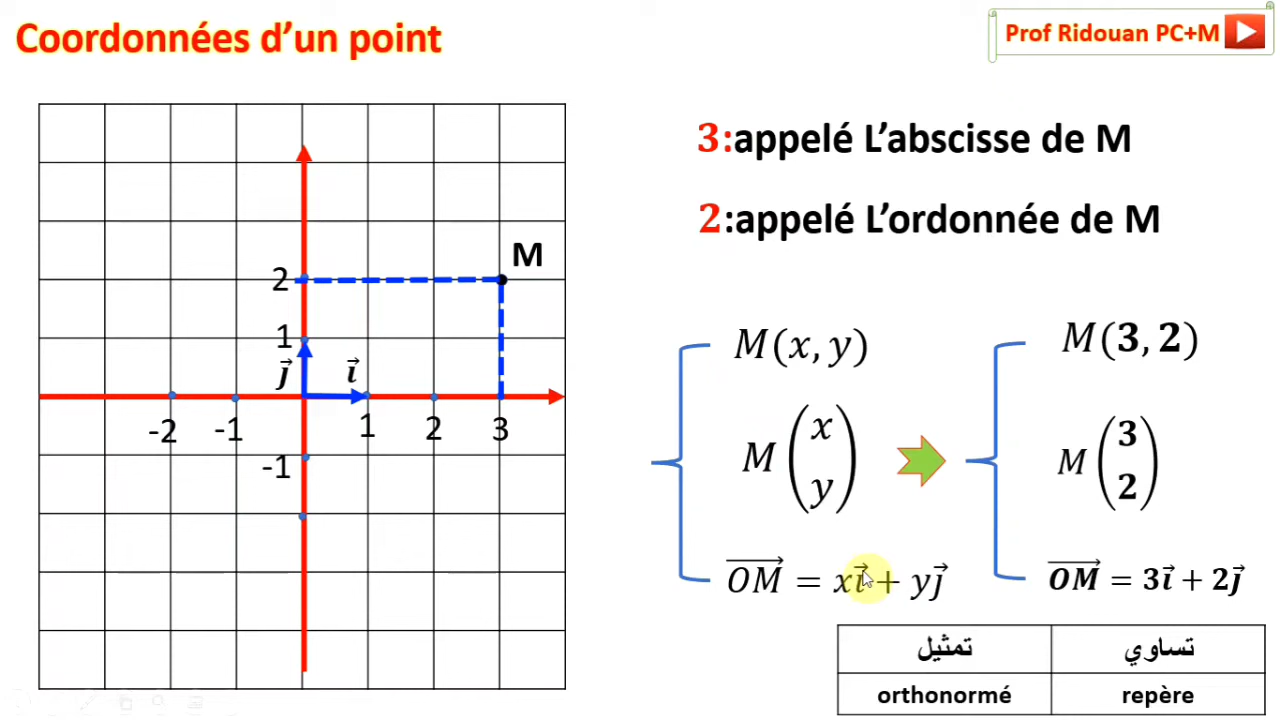 Coordonnées d'un point
Prof Ridouan PC+M
3:appelé L'abscisse de M
2:appelé L'ordonnée de M
M
2
1
j⃗
i⃗
-2
-1
1
2
3
-1
M(x, y)
M(3, 2)
M (x
y)
M (3
2)
OM⃗ = xi⃗ + yj⃗
OM⃗ = 3i⃗ + 2j⃗
تمثيل
تساوي
orthonormé
repère